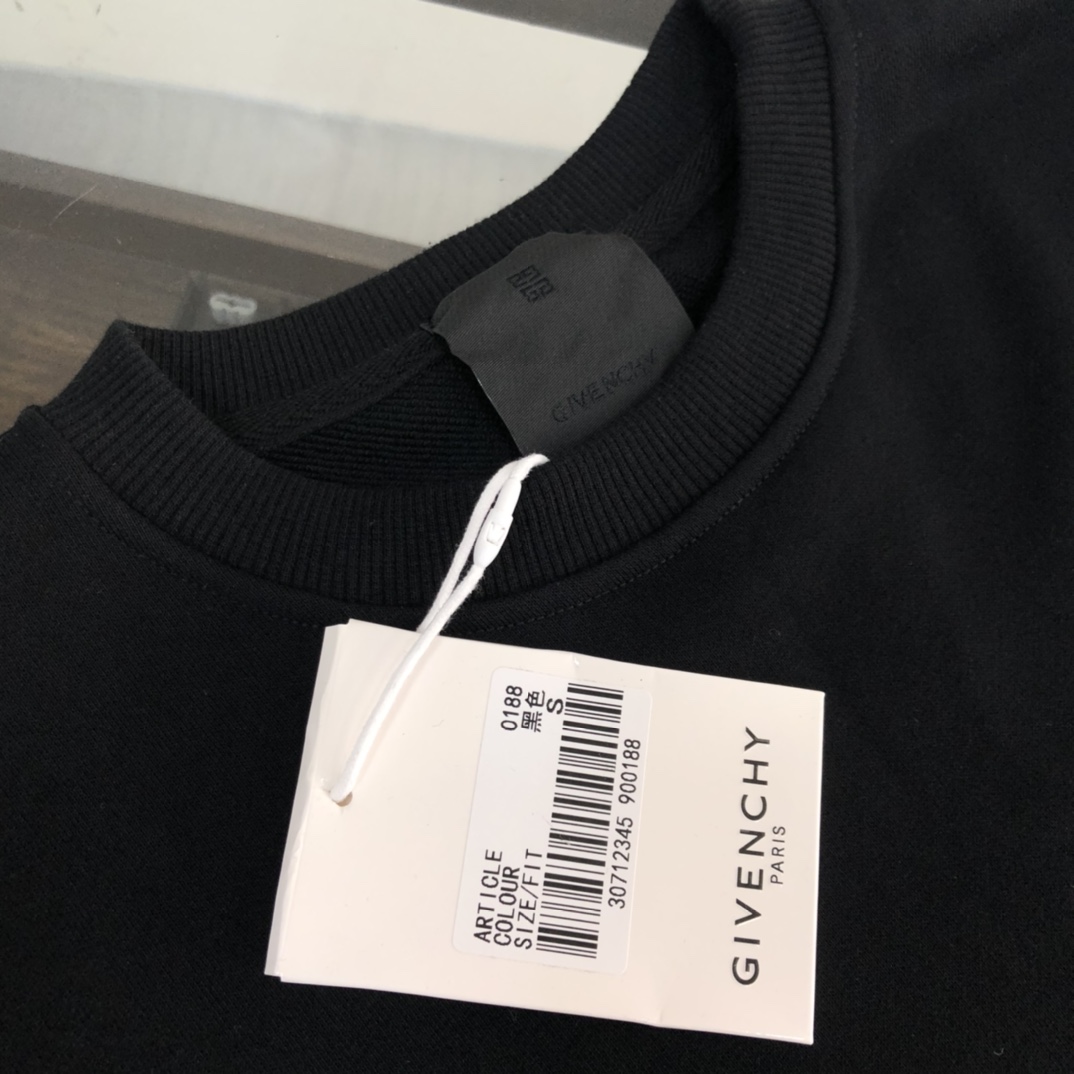 GIVENCHY
ARTICLE 0188
COLOUR 黑色
SIZE/FIT S
30712345 900188
GIVENCHY
PARIS